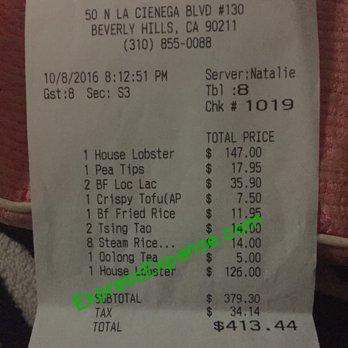 50 N LA CIENEGA BLVD #130
BEVERLY HILLS, CA 90211
(310) 855-0088
10/8/2016 8:12:51 PM Server:Natalie
Gst:8 Sec: S3 Tbl :8
Chk # 1019
TOTAL PRICE
1 House Lobster $ 147.00
1 Pea Tips $ 17.95
2 BF Loc Lac $ 35.90
1 Crispy Tofu(AP $ 7.50
1 Bf Fried Rice $ 11.95
2 Tsing Tao $ 14.00
8 Steam Rice... $ 14.00
1 Oolong Tea $ 5.00
1 House Lobster $ 126.00
SUBTOTAL $ 379.30
TAX $ 34.14
TOTAL $413.44
ExpressExpense.com